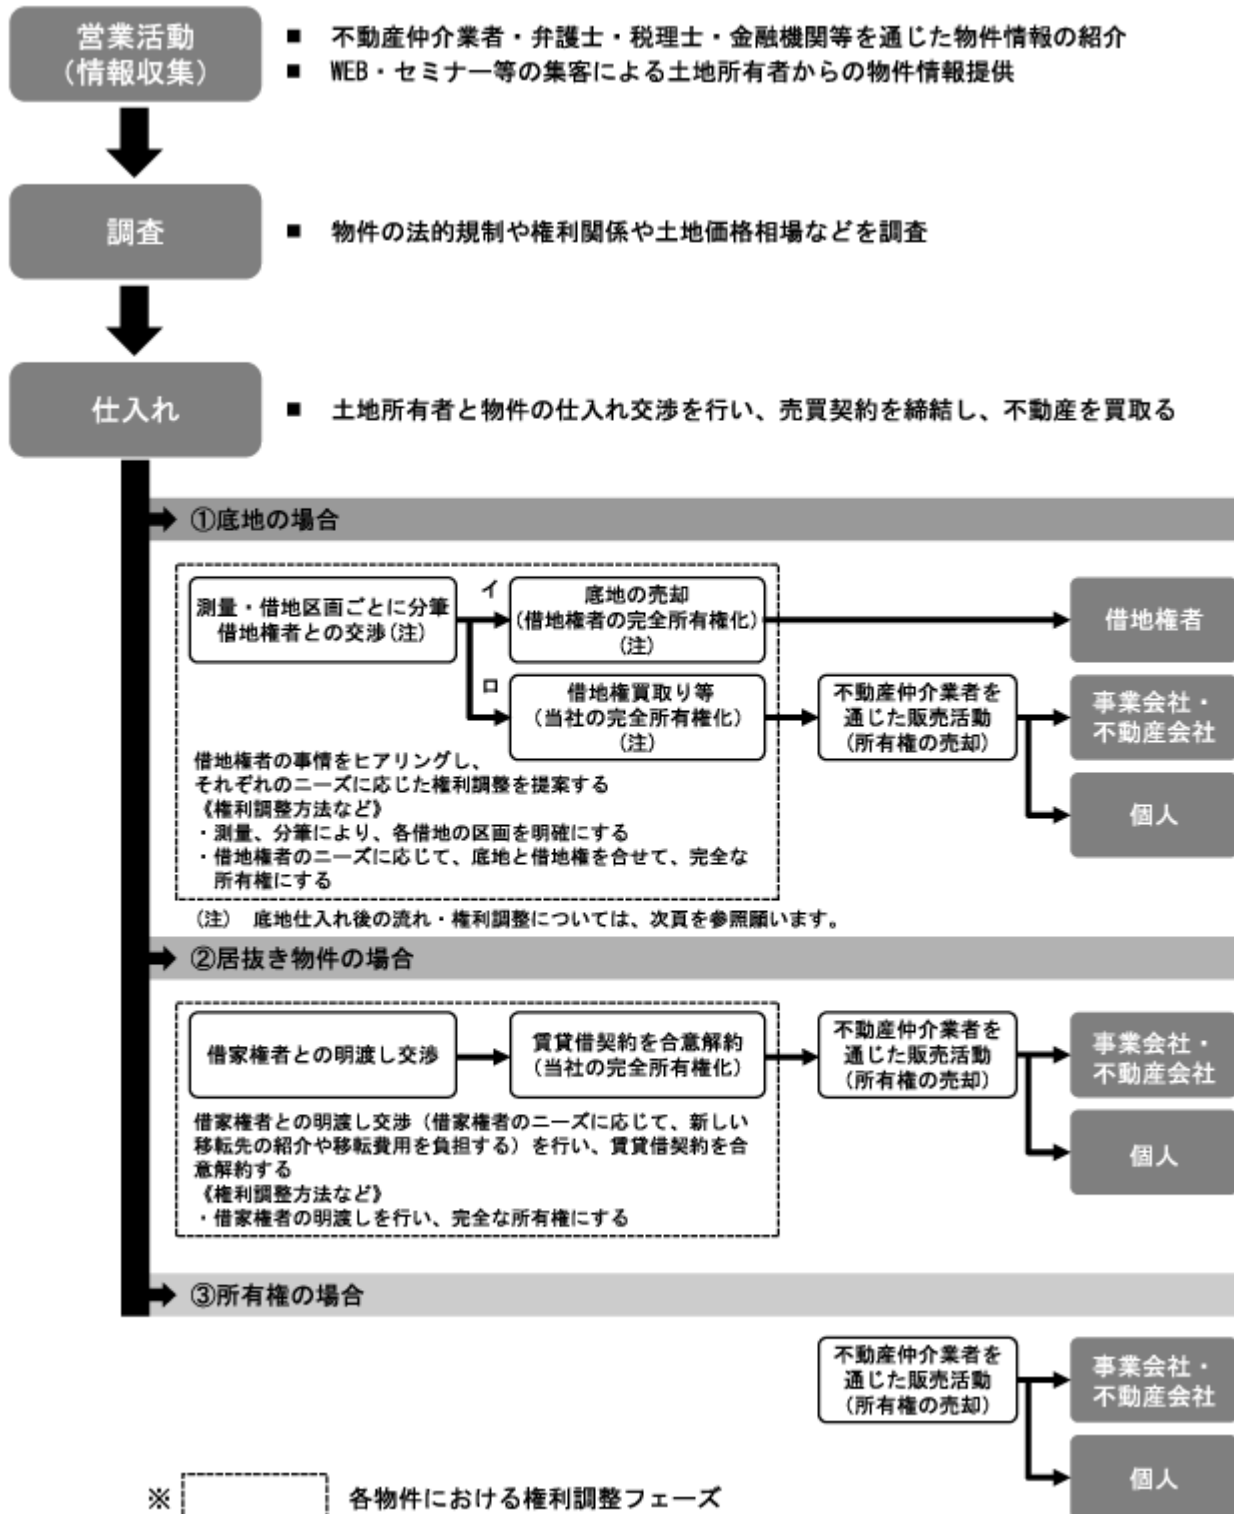 営業活動
（情報収集）
■ 不動産仲介業者・弁護士・税理士・金融機関等を通じた物件情報の紹介
■ WEB・セミナー等の集客による土地所有者からの物件情報提供
調査
■ 物件の法的規制や権利関係や土地価格相場などを調査
仕入れ
■ 土地所有者と物件の仕入れ交渉を行い、売買契約を締結し、不動産を買取る
①底地の場合
測量・借地区画ごとに分筆
借地権者との交渉(注)
イ
底地の売却
(借地権者の完全所有権化)
(注)
借地権者
ロ
借地権買取り等
(当社の完全所有権化)
(注)
不動産仲介業者を
通じた販売活動
(所有権の売却)
事業会社・
不動産会社
個人
借地権者の事情をヒアリングし、
それぞれのニーズに応じた権利調整を提案する
《権利調整方法など》
・測量、分筆により、各借地の区画を明確にする
・借地権者のニーズに応じて、底地と借地権を合せて、完全な
所有権にする
(注) 底地仕入れ後の流れ・権利調整については、次頁を参照願います。
②居抜き物件の場合
借家権者との明渡し交渉
賃貸借契約を合意解約
(当社の完全所有権化)
不動産仲介業者を
通じた販売活動
(所有権の売却)
事業会社・
不動産会社
個人
借家権者との明渡し交渉（借家権者のニーズに応じて、新しい
移転先の紹介や移転費用を負担する）を行い、賃貸借契約を合
意解約する
《権利調整方法など》
・借家権者の明渡しを行い、完全な所有権にする
③所有権の場合
不動産仲介業者を
通じた販売活動
(所有権の売却)
事業会社・
不動産会社
個人
※ 各物件における権利調整フェーズ